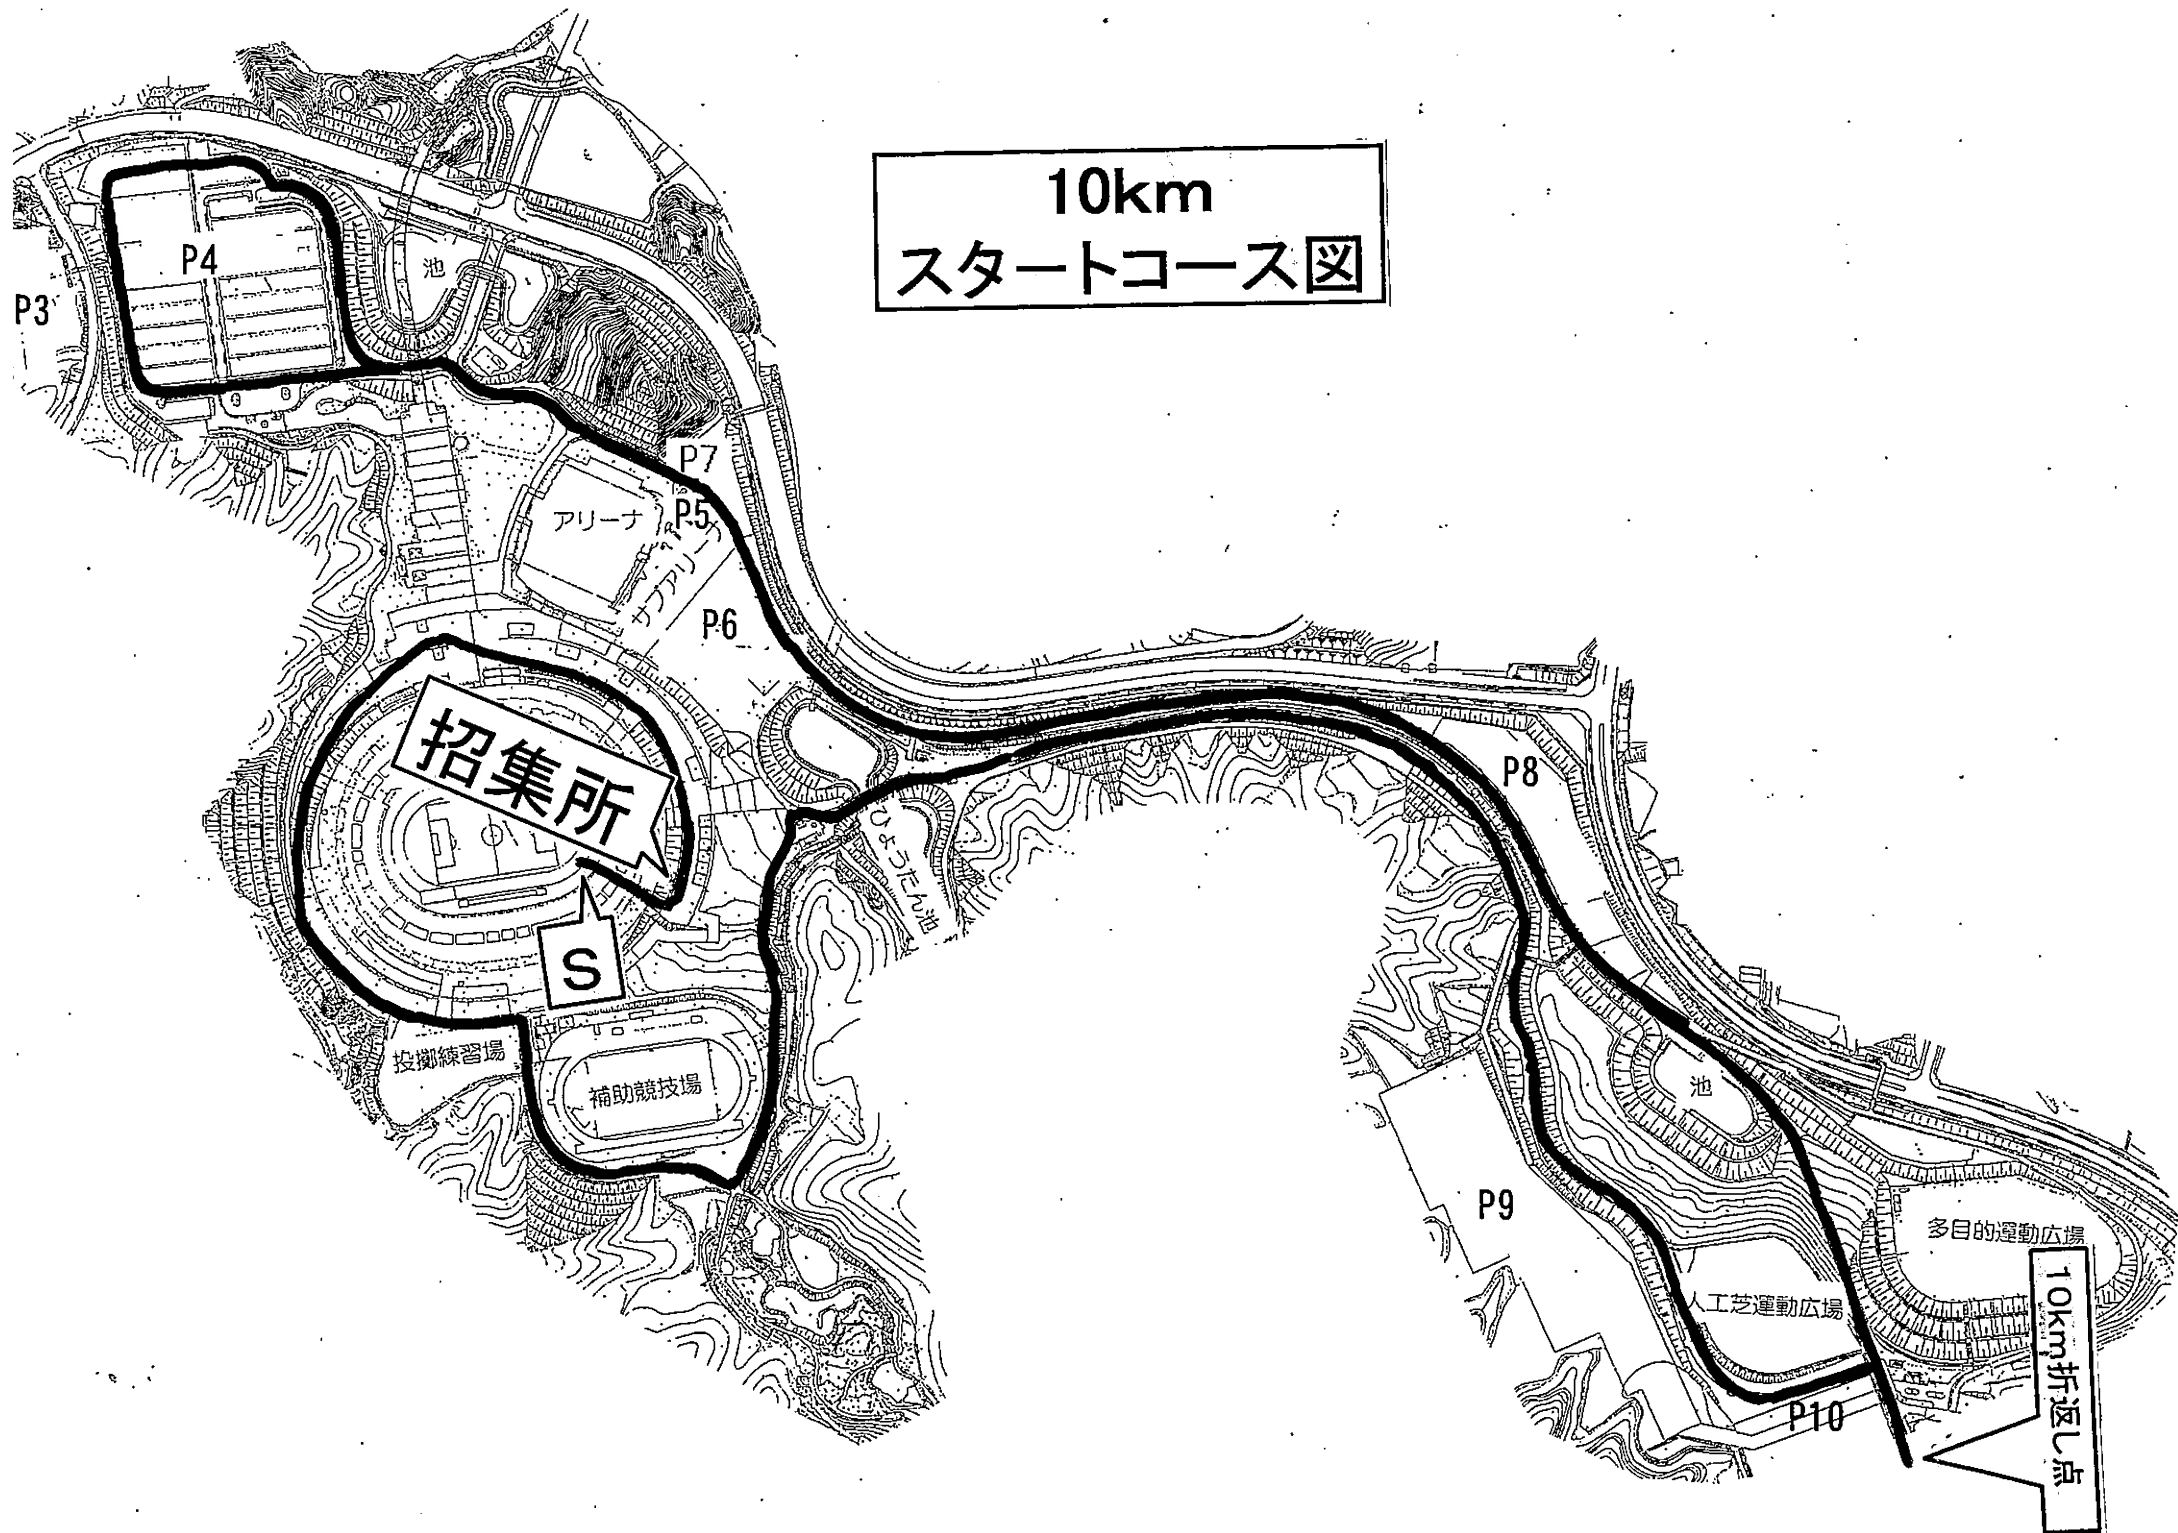 10km
スタートコース図
P4
池
P3
P7
P5
アリーナ
サブアリーナ
P6
招集所
P8
ひょうたん池
S
投擲練習場
補助競技場
池
P9
多目的運動広場
人工芝運動広場
10km折返し点
P10